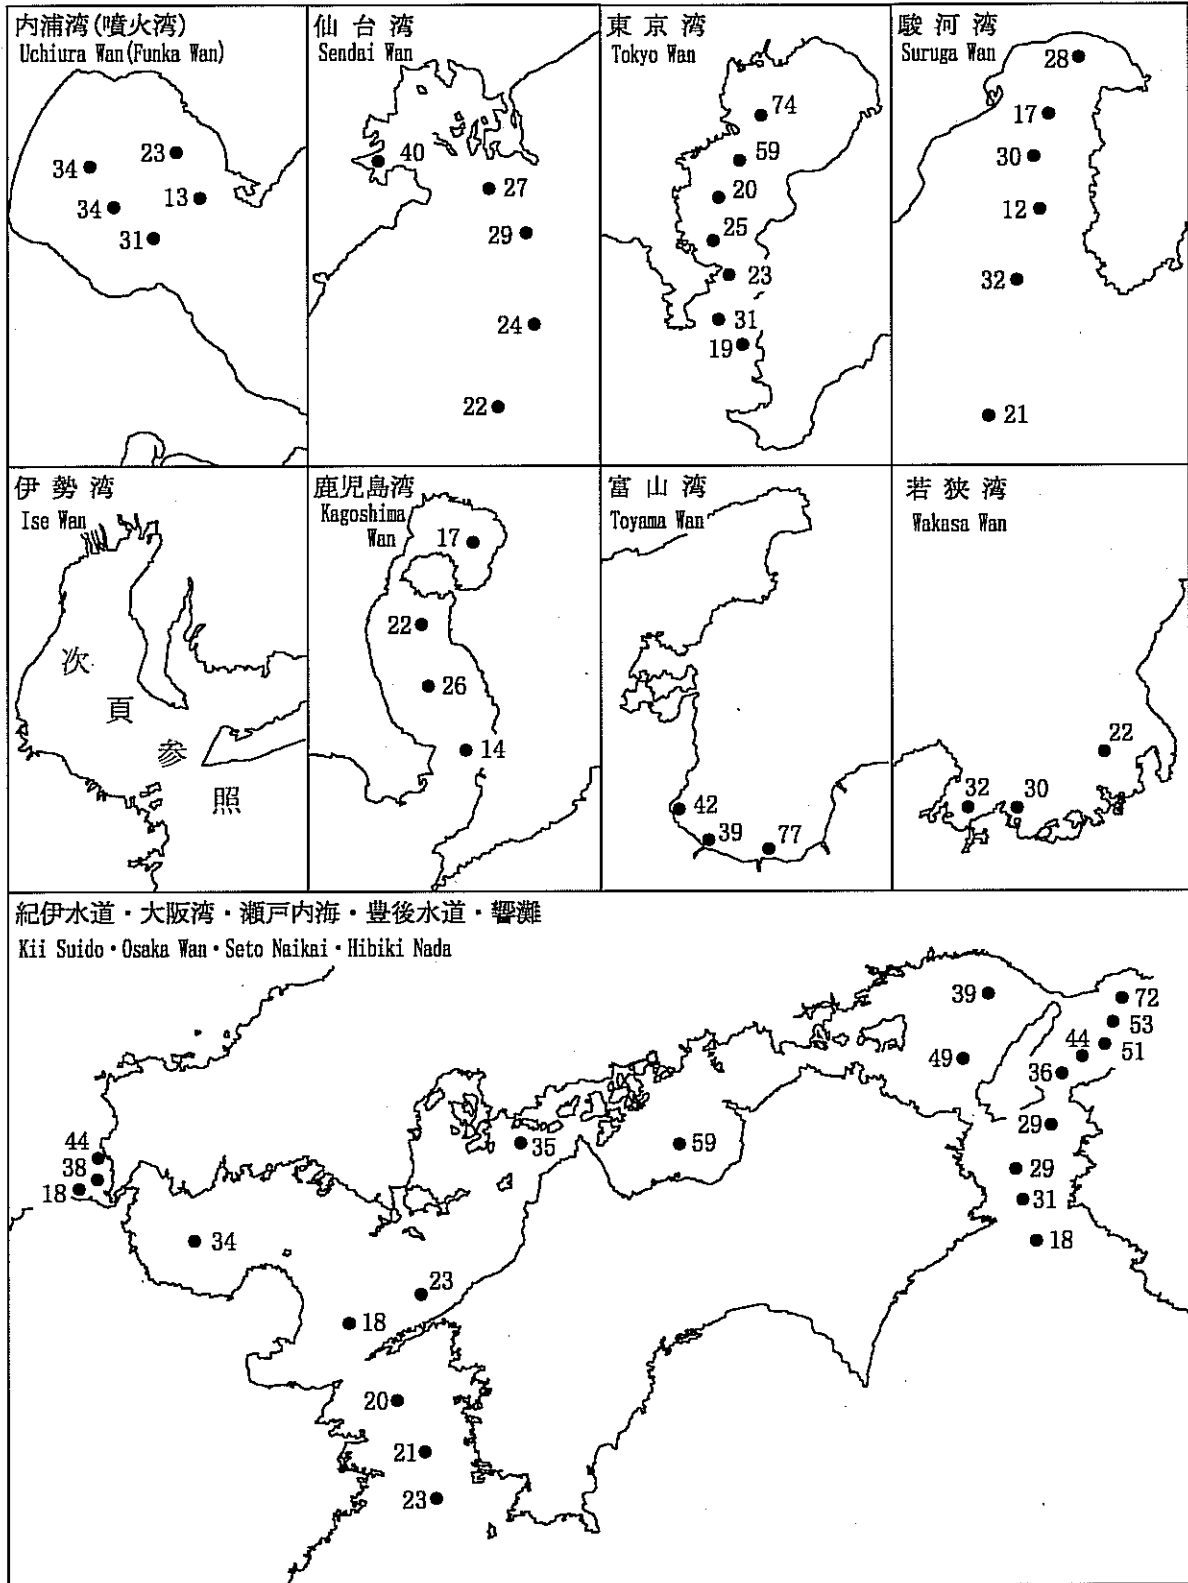 内浦湾(噴火湾)
Uchiura Wan(Funka Wan)
34
23
13
34
31
仙台湾
Sendai Wan
40
27
29
24
22
東京湾
Tokyo Wan
74
59
20
25
23
31
19
駿河湾
Suruga Wan
28
17
30
12
32
21
伊勢湾
Ise Wan
次頁参照
鹿児島湾
Kagoshima
Wan
17
22
26
14
富山湾
Toyama Wan
42
39
77
若狭湾
Wakasa Wan
22
32
30
紀伊水道・大阪湾・瀬戸内海・豊後水道・響灘
Kii Suido・Osaka Wan・Seto Naikai・Hibiki Nada
39
72
53
51
44
49
36
29
44
35
59
38
29
18
31
34
18
23
18
20
21
23